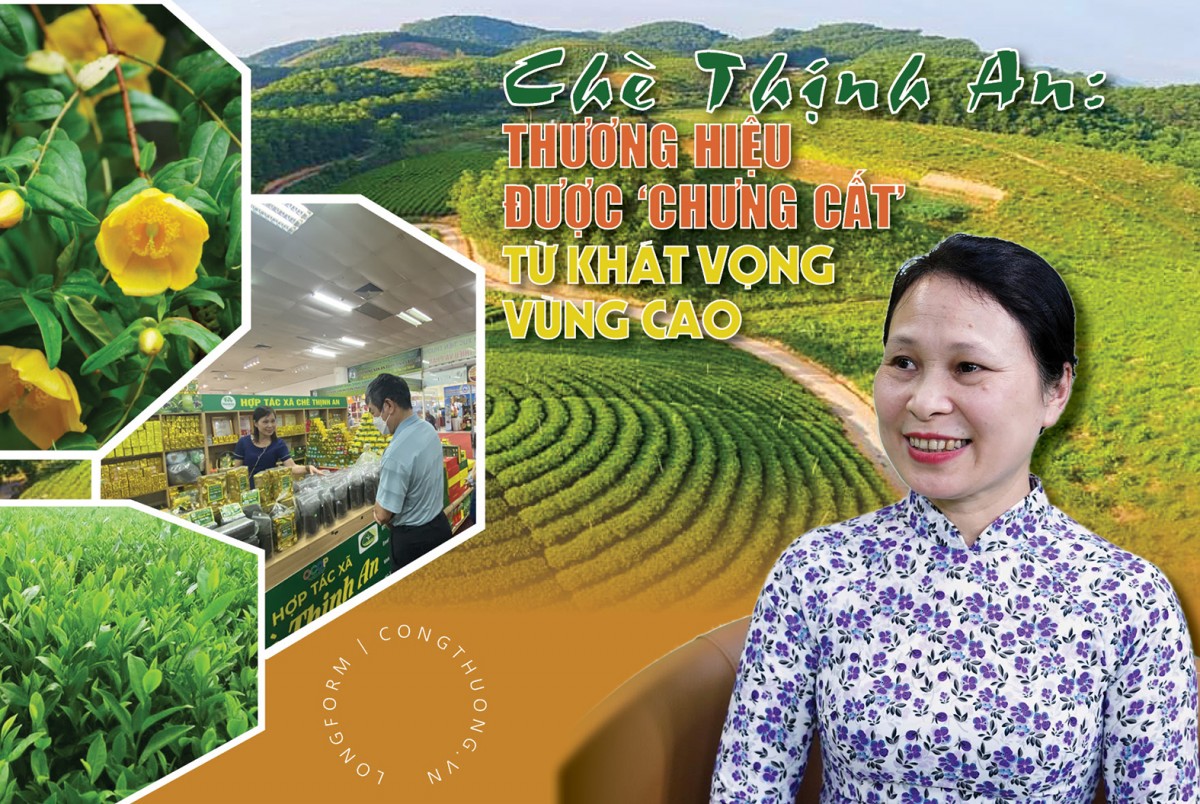 Chè Thịnh An:
THƯƠNG HIỆU
ĐƯỢC ‘CHƯNG CẤT’
TỪ KHÁT VỌNG
VÙNG CAO
HỢP TÁC XÃ CHÈ THỊNH AN
OCOP
HỢP TÁC XÃ
Thịnh An
LONGFORM | CONGTHUONG.VN